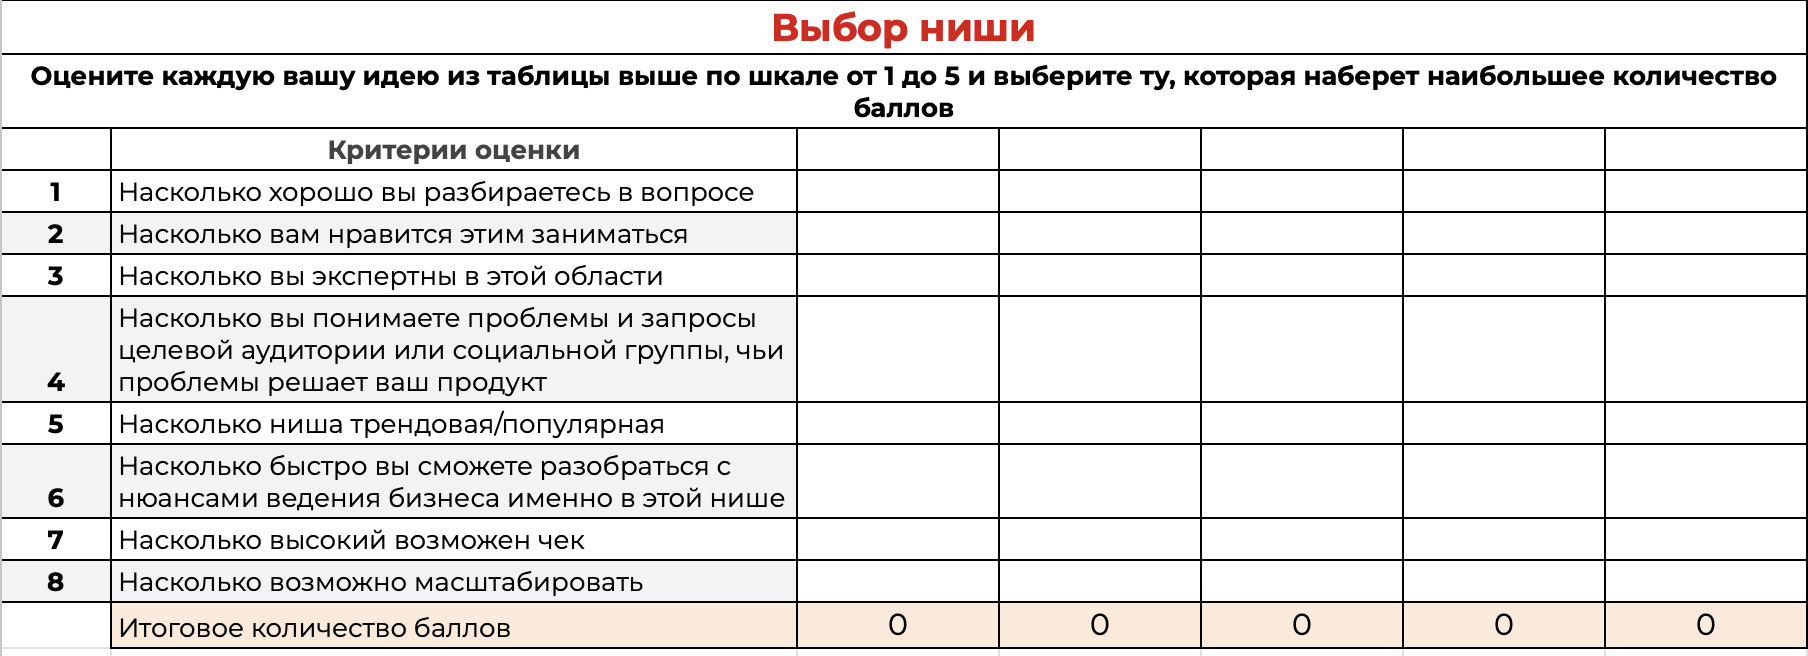 Выбор ниши
Оцените каждую вашу идею из таблицы выше по шкале от 1 до 5 и выберите ту, которая наберет наибольшее количество
баллов
Критерии оценки
1 Насколько хорошо вы разбираетесь в вопросе
2 Насколько вам нравится этим заниматься
3 Насколько вы экспертны в этой области
Насколько вы понимаете проблемы и запросы
целевой аудитории или социальной группы, чьи
4 проблемы решает ваш продукт
5 Насколько ниша трендовая/популярная
Насколько быстро вы сможете разобраться с
6 нюансами ведения бизнеса именно в этой нише
7 Насколько высокий возможен чек
8 Насколько возможно масштабировать
Итоговое количество баллов 0 0 0 0 0